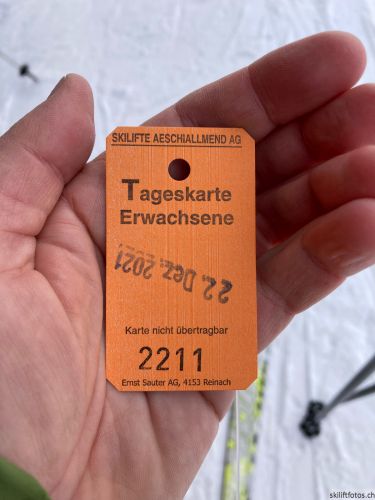 SKILIFTE AESCHIALLMEND AG
Tageskarte
Erwachsene
22. Dez. 2021
Karte nicht übertragbar
2211
Ernst Sauter AG, 4153 Reinach
skiliftfotos.ch